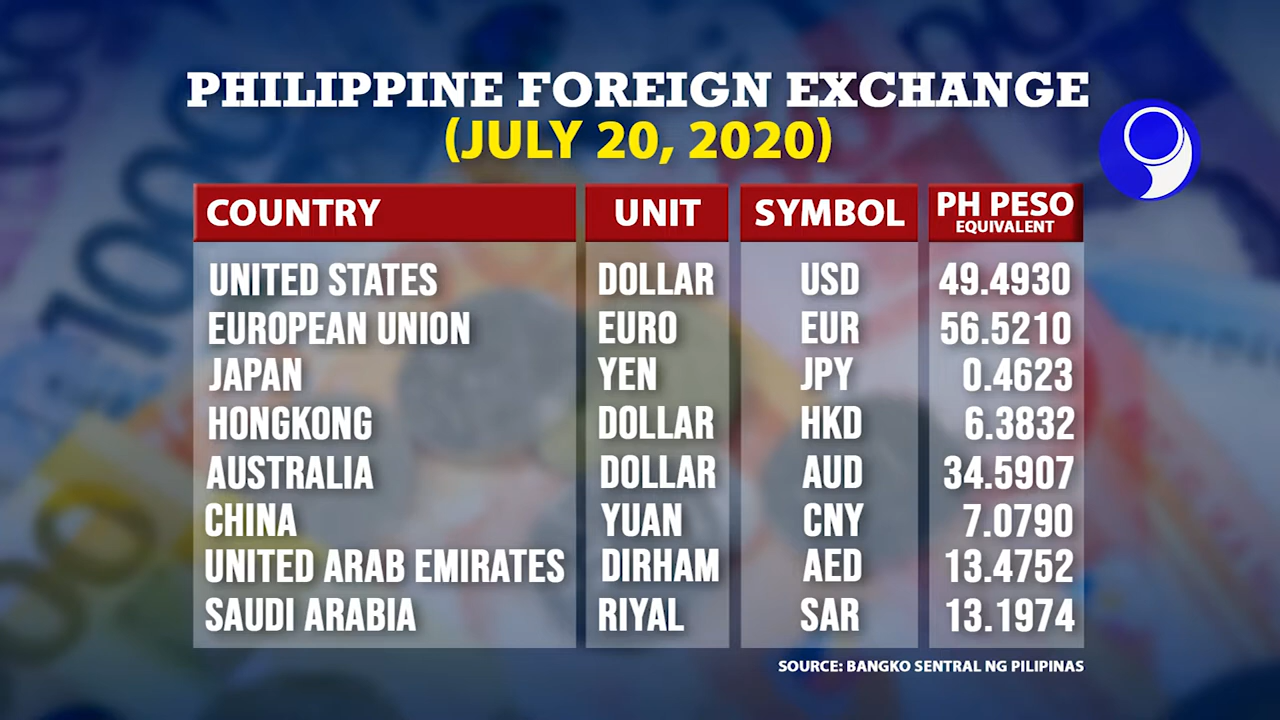 PHILIPPINE FOREIGN EXCHANGE
(JULY 20, 2020)
COUNTRY UNIT SYMBOL PH PESO EQUIVALENT
UNITED STATES DOLLAR USD 49.4930
EUROPEAN UNION EURO EUR 56.5210
JAPAN YEN JPY 0.4623
HONGKONG DOLLAR HKD 6.3832
AUSTRALIA DOLLAR AUD 34.5907
CHINA YUAN CNY 7.0790
UNITED ARAB EMIRATES DIRHAM AED 13.4752
SAUDI ARABIA RIYAL SAR 13.1974
SOURCE: BANGKO SENTRAL NG PILIPINAS